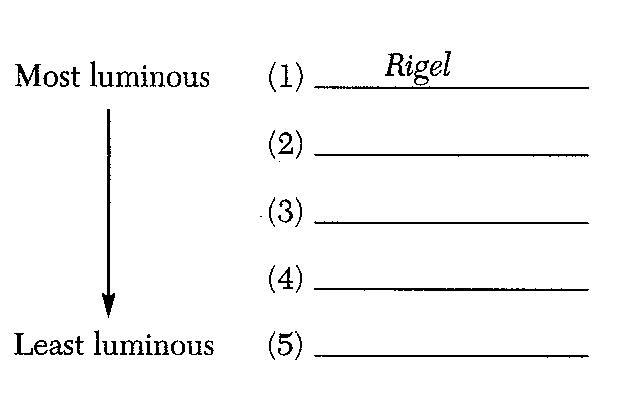 Most luminous (1) Rigel
(2)
(3)
(4)
Least luminous (5)